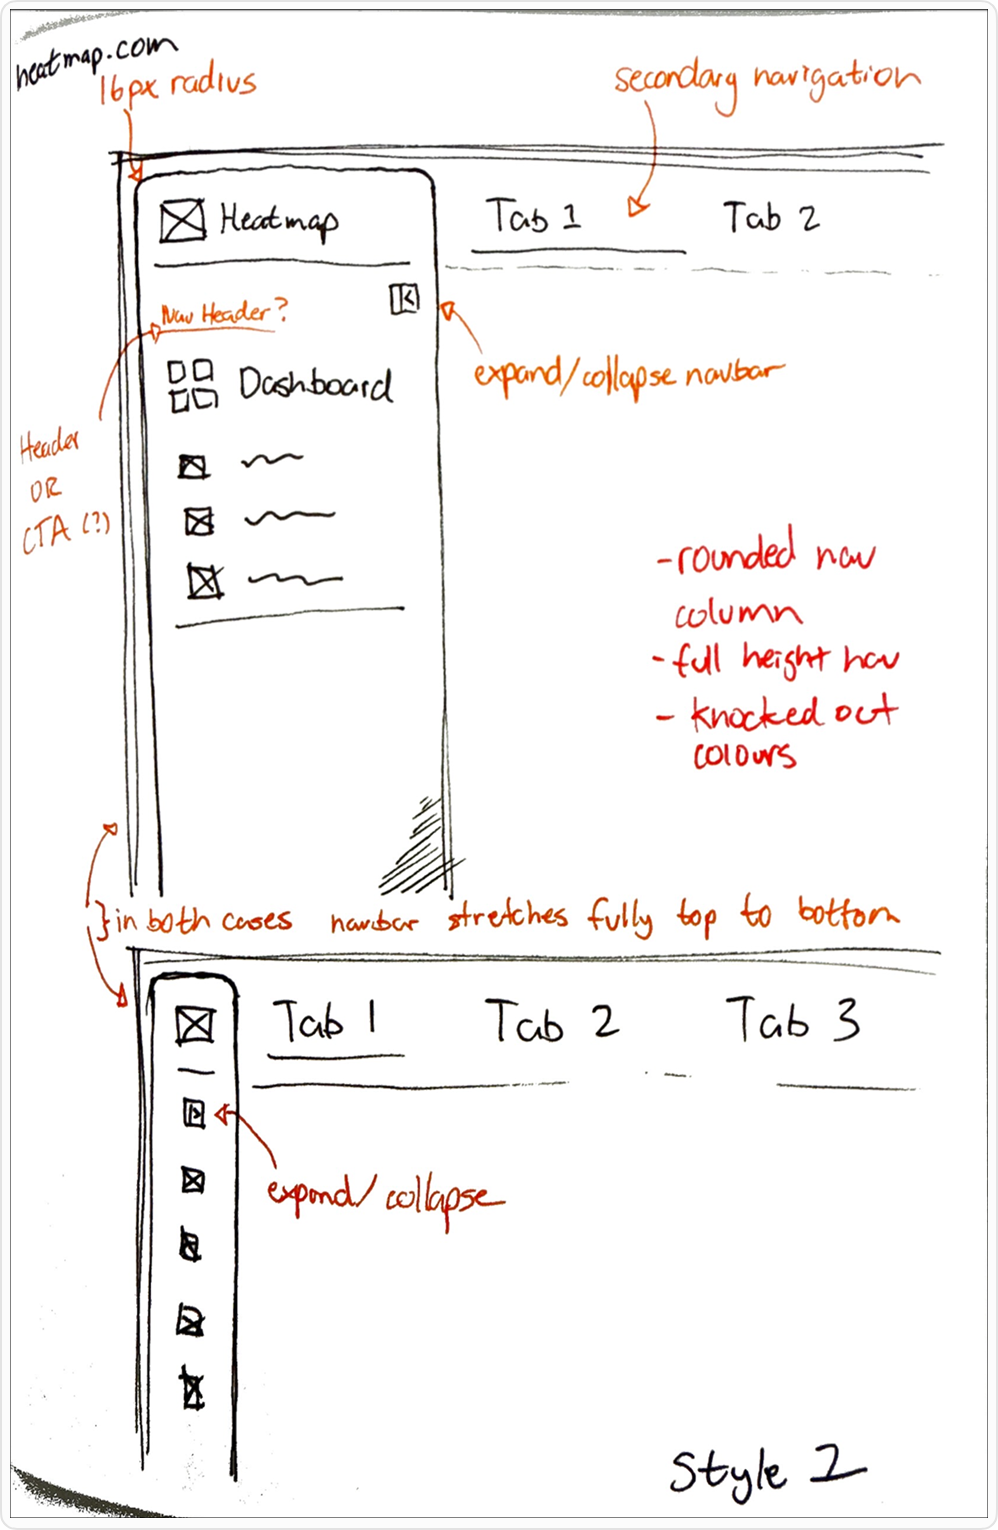 heatmap.com
16px radius
secondary navigation
Heatmap
Tab 1
Tab 2
Nav Header?
expand/collapse navbar
Dashboard
Header
OR
CTA (?)
-rounded nav
column
-full height nav
- knocked out
colours
}in both cases navbar stretches fully top to bottom
Tab 1
Tab 2
Tab 3
expand/collapse
Style 2